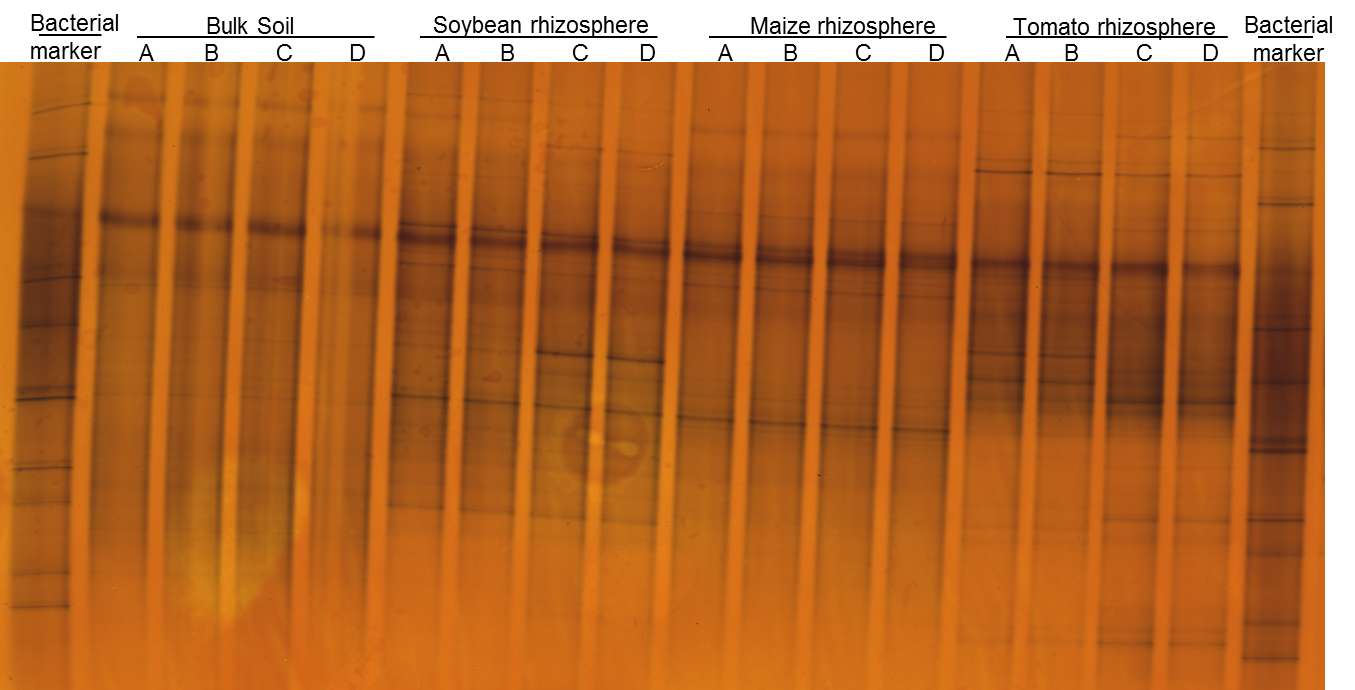 Bacterial marker
Bulk Soil
Soybean rhizosphere
Maize rhizosphere
Tomato rhizosphere
Bacterial marker
A B C D A B C D A B C D A B C D